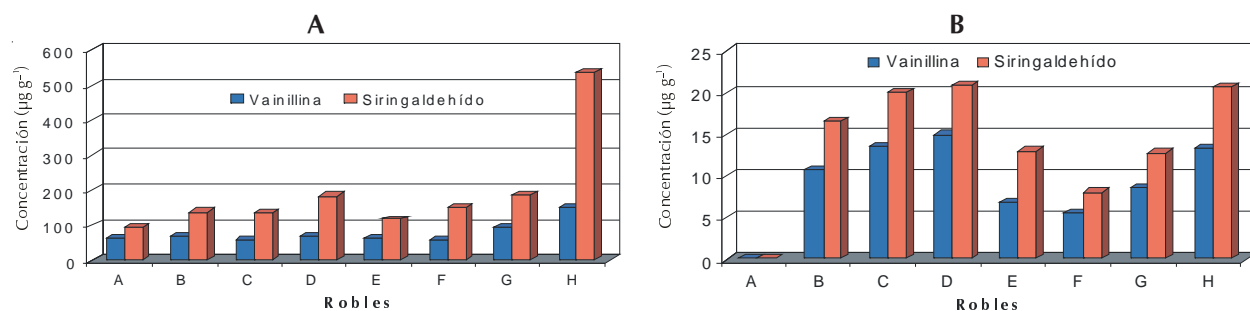 A
Concentración (µg g⁻¹)
600
500
400
300
200
100
0
Vainillina
Siringaldehído
A B C D E F G H
Robles
B
Concentración (µg g⁻¹)
25
20
15
10
5
0
Vainillina
Siringaldehído
A B C D E F G H
Robles